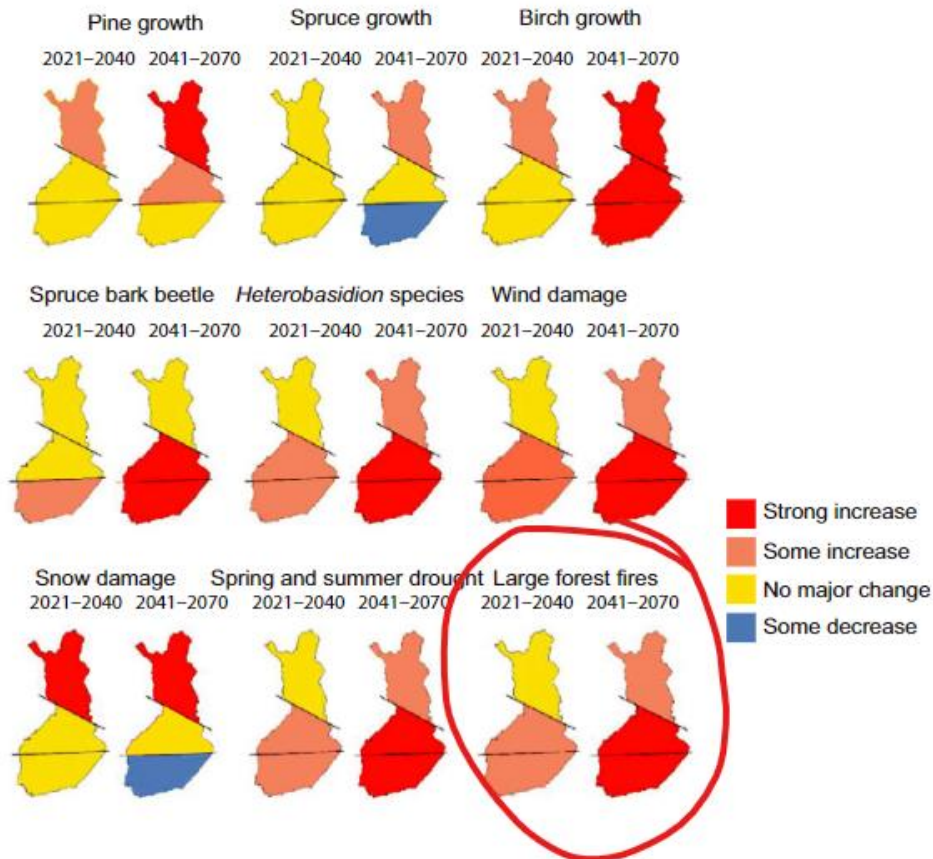 Pine growth
2021–2040 2041–2070
Spruce growth
2021–2040 2041–2070
Birch growth
2021–2040 2041–2070
Spruce bark beetle
2021–2040 2041–2070
Heterobasidion species
2021–2040 2041–2070
Wind damage
2021–2040 2041–2070
Snow damage
2021–2040 2041–2070
Spring and summer drought
2021–2040 2041–2070
Large forest fires
2021–2040 2041–2070
Strong increase
Some increase
No major change
Some decrease